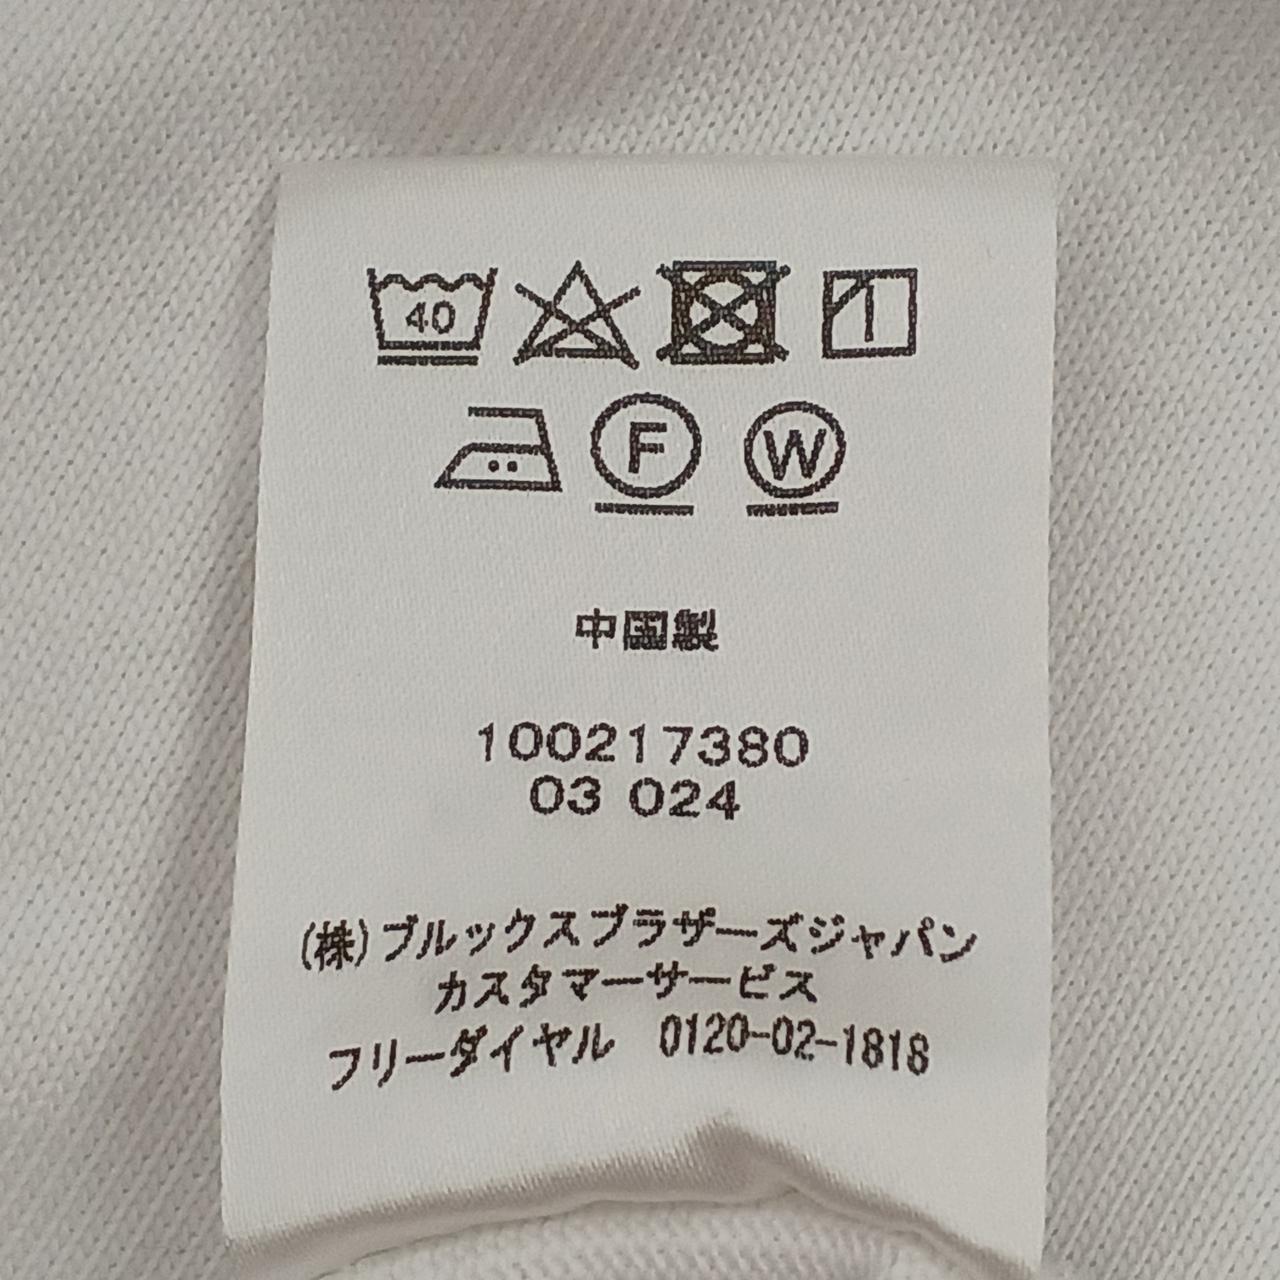 40
F W
中国製
100217380
03 024
(株)ブルックスブラザーズジャパン
カスタマーサービス
フリーダイヤル 0120-02-1818